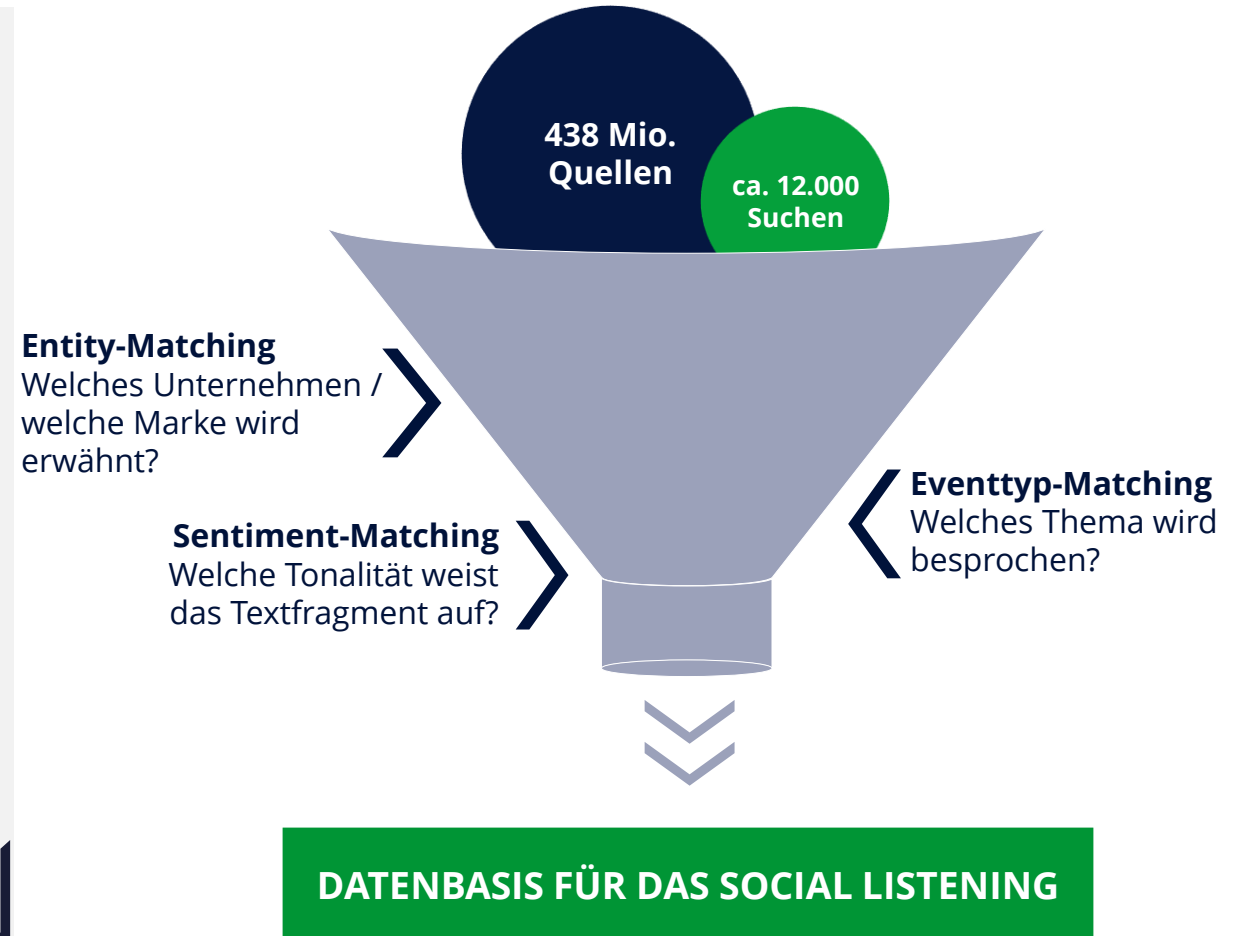 438 Mio.
Quellen
ca. 12.000
Suchen
Entity-Matching
Welches Unternehmen /
welche Marke wird
erwähnt?
Eventtyp-Matching
Welches Thema wird
besprochen?
Sentiment-Matching
Welche Tonalität weist
das Textfragment auf?
DATENBASIS FÜR DAS SOCIAL LISTENING